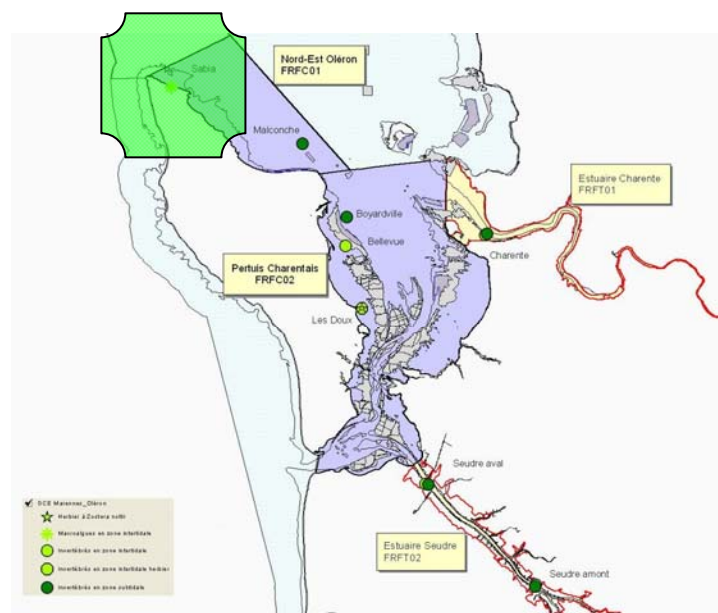 Sabia
Nord-Est Oléron
FRFC01
Malconche
Estuaire Charente
FRFT01
Boyardville
Bellevue
Charente
Pertuis Charentais
FRFC02
Les Doux
Seudre aval
Estuaire Seudre
FRFT02
Seudre amont
DCE Marennes_Oléron
Herbier à Zostera noltii
Macroalgues en zone intertidale
Invertébrés en zone intertidale
Invertébrés en zone intertidale herbier
Invertébrés en zone subtidale